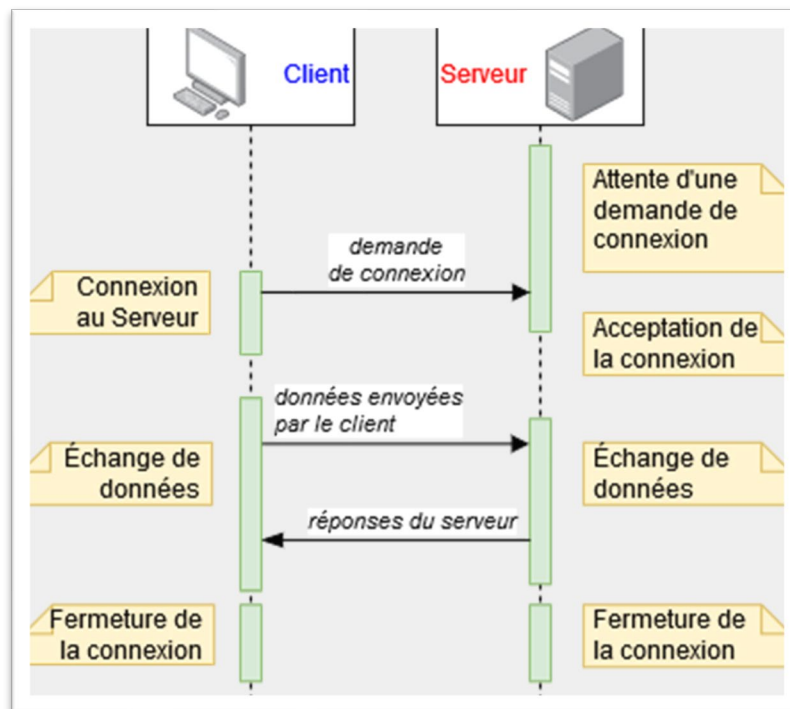 Client
Serveur
Attente d'une
demande de
connexion
demande
de connexion
Connexion
au Serveur
Acceptation de
la connexion
données envoyées
par le client
Échange de
données
Échange de
données
réponses du serveur
Fermeture de
la connexion
Fermeture de
la connexion